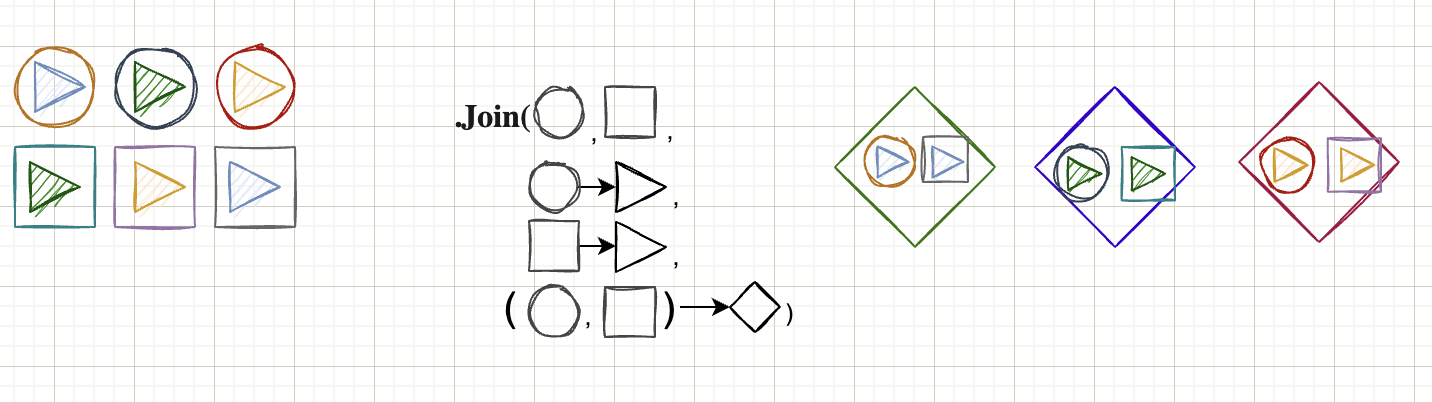 .Join( , ,
,
,
( , ) )